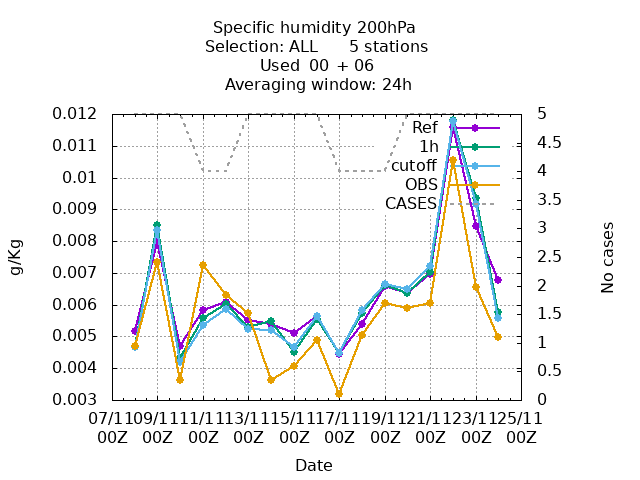 Specific humidity 200hPa
Selection: ALL      5 stations
Used  00 + 06
Averaging window: 24h
0.012
0.011
0.01
0.009
0.008
0.007
0.006
0.005
0.004
0.003
g/Kg
Ref
1h
cutoff
OBS
CASES
5
4.5
4
3.5
3
2.5
2
1.5
1
0.5
0
No cases
07/11 09/11 11/11 13/11 15/11 17/11 19/11 21/11 23/11 25/11
00Z 00Z 00Z 00Z 00Z 00Z 00Z 00Z 00Z 00Z
Date